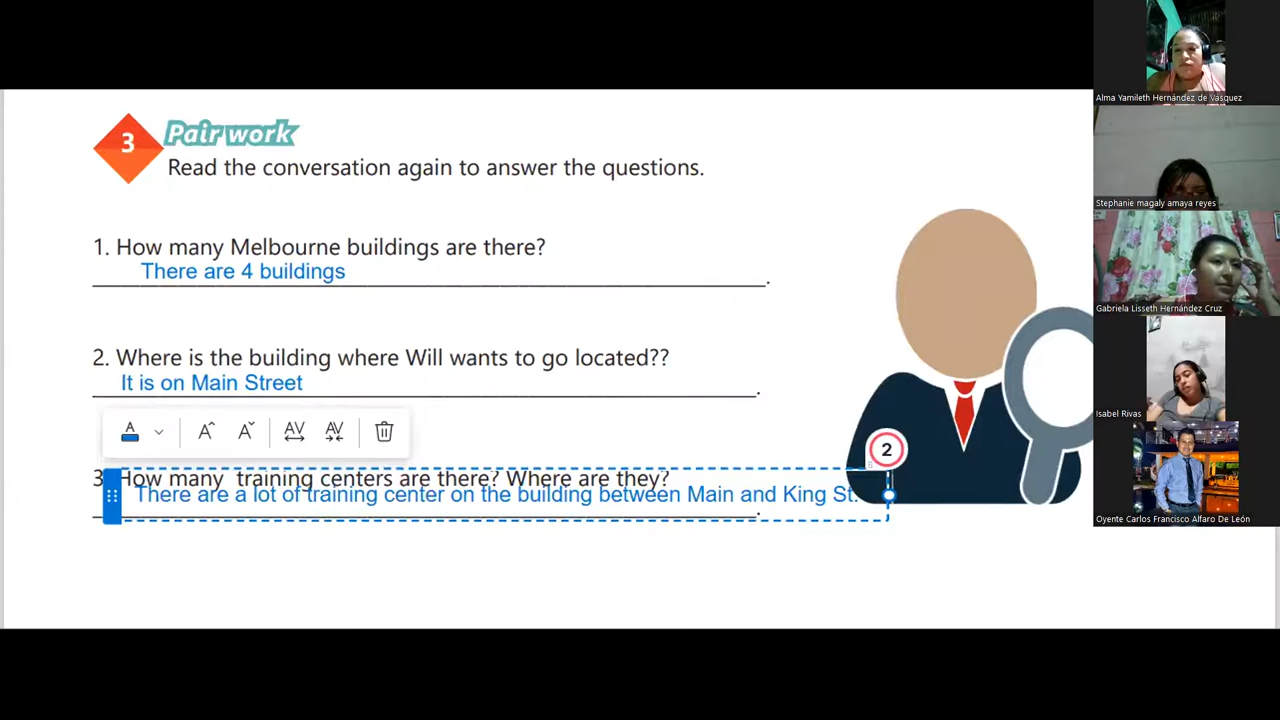 3
Pair work
Read the conversation again to answer the questions.
1. How many Melbourne buildings are there?
There are 4 buildings
.
2. Where is the building where Will wants to go located??
It is on Main Street
.
A
A
A
AV
AV
2
3. How many training centers are there? Where are they?
There are a lot of training center on the building between Main and King St.
.
Alma Yamileth Hernández de Vásquez
Stephanie magaly amaya reyes
Gabriela Lisseth Hernández Cruz
Isabel Rivas
Oyente Carlos Francisco Alfaro De León